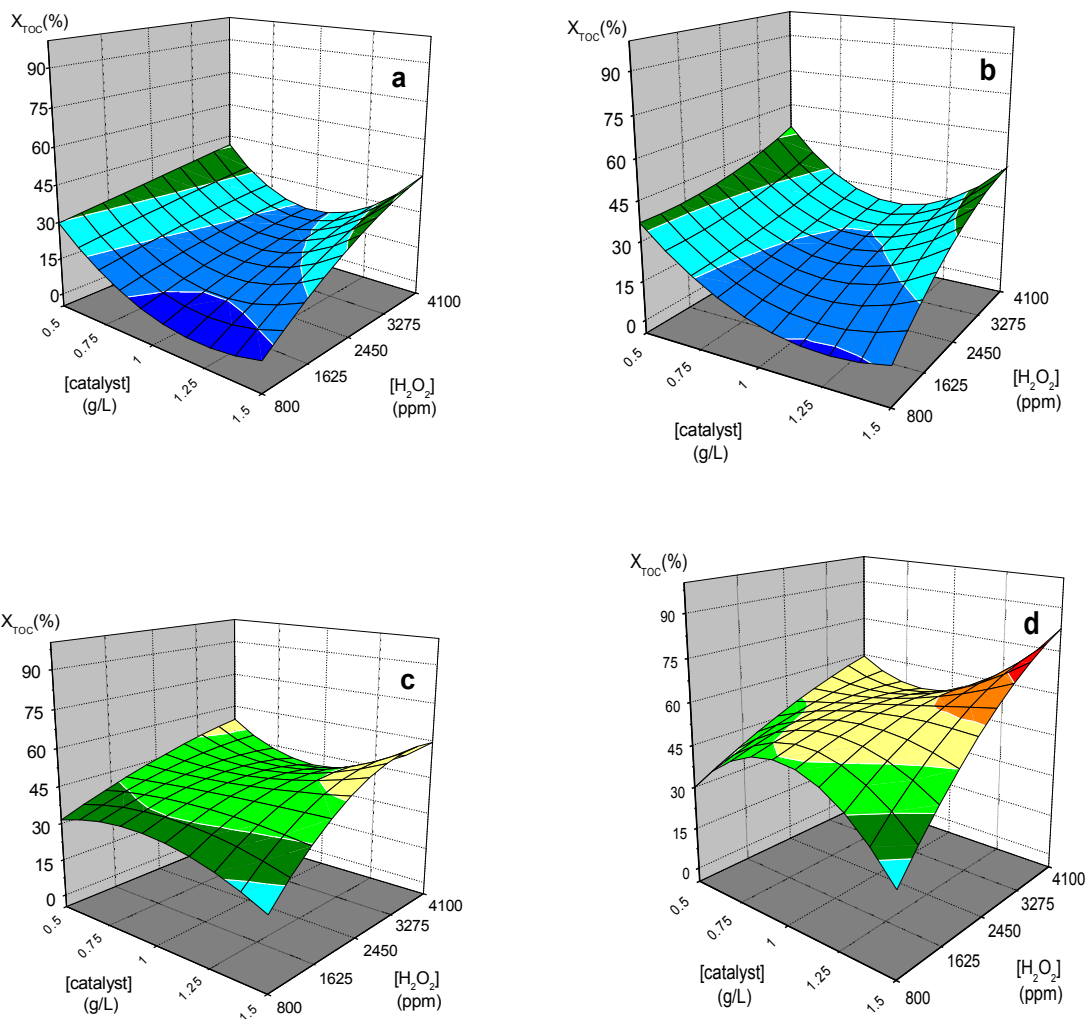 X_TOC(%)
a
90
75
60
45
30
15
0
0.5
0.75
1
1.25
1.5
[catalyst]
(g/L)
800
1625
2450
3275
4100
[H₂O₂]
(ppm)
X_TOC(%)
b
90
75
60
45
30
15
0
0.5
0.75
1
1.25
1.5
[catalyst]
(g/L)
800
1625
2450
3275
4100
[H₂O₂]
(ppm)
X_TOC(%)
c
90
75
60
45
30
15
0
0.5
0.75
1
1.25
1.5
[catalyst]
(g/L)
800
1625
2450
3275
4100
[H₂O₂]
(ppm)
X_TOC(%)
d
90
75
60
45
30
15
0
0.5
0.75
1
1.25
1.5
[catalyst]
(g/L)
800
1625
2450
3275
4100
[H₂O₂]
(ppm)